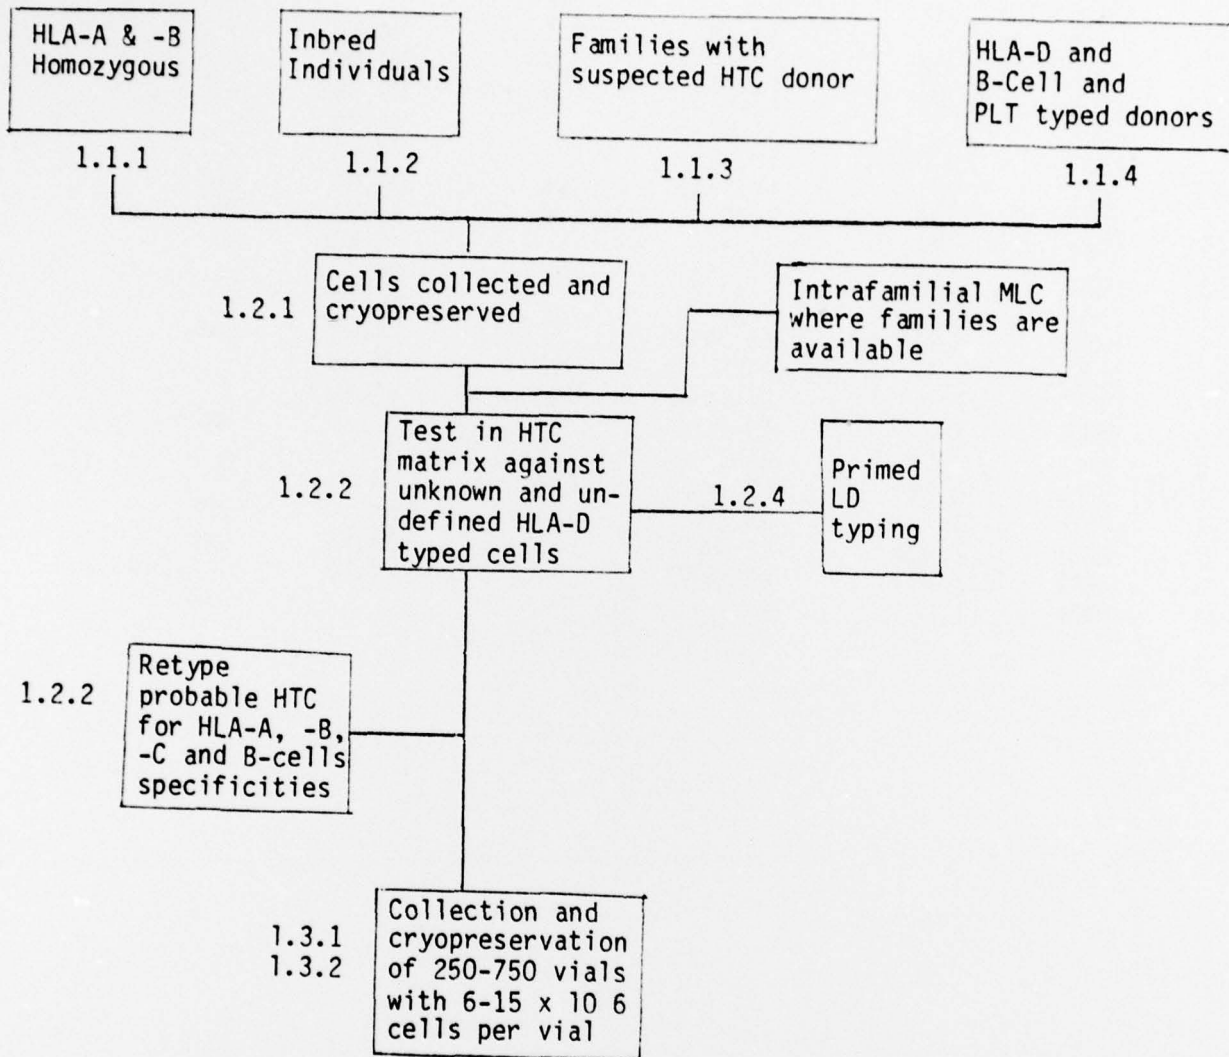 HLA-A & -B
Homozygous
1.1.1
Inbred
Individuals
1.1.2
Families with
suspected HTC donor
1.1.3
HLA-D and
B-Cell and
PLT typed donors
1.1.4
1.2.1
Cells collected and
cryopreserved
Intrafamilial MLC
where families are
available
1.2.2
Test in HTC
matrix against
unknown and un-
defined HLA-D
typed cells
1.2.4
Primed
LD
typing
1.2.2
Retype
probable HTC
for HLA-A, -B,
-C and B-cells
specificities
1.3.1
1.3.2
Collection and
cryopreservation
of 250-750 vials
with 6-15 x 10 6
cells per vial